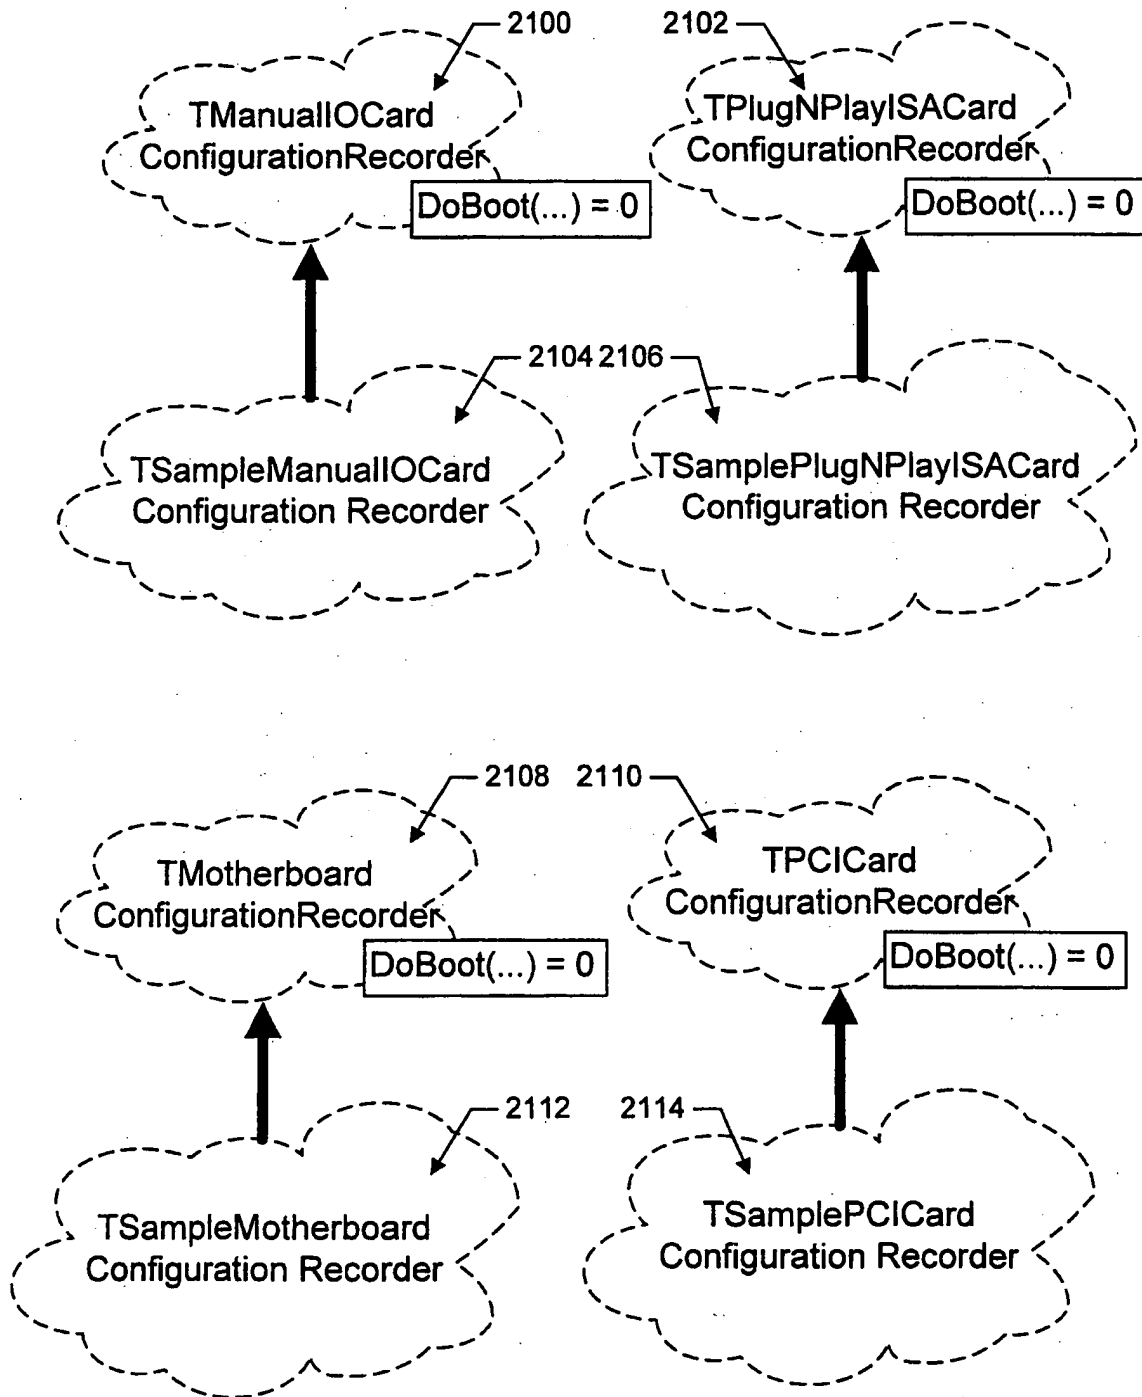 2100
2102
TManualIOCard
ConfigurationRecorder
DoBoot(...) = 0
TPlugNPlayISACard
ConfigurationRecorder
DoBoot(...) = 0
2104
2106
TSampleManualIOCard
Configuration Recorder
TSamplePlugNPlayISACard
Configuration Recorder
2108
2110
TMotherboard
ConfigurationRecorder
DoBoot(...) = 0
TPCICard
ConfigurationRecorder
DoBoot(...) = 0
2112
2114
TSampleMotherboard
Configuration Recorder
TSamplePCICard
Configuration Recorder